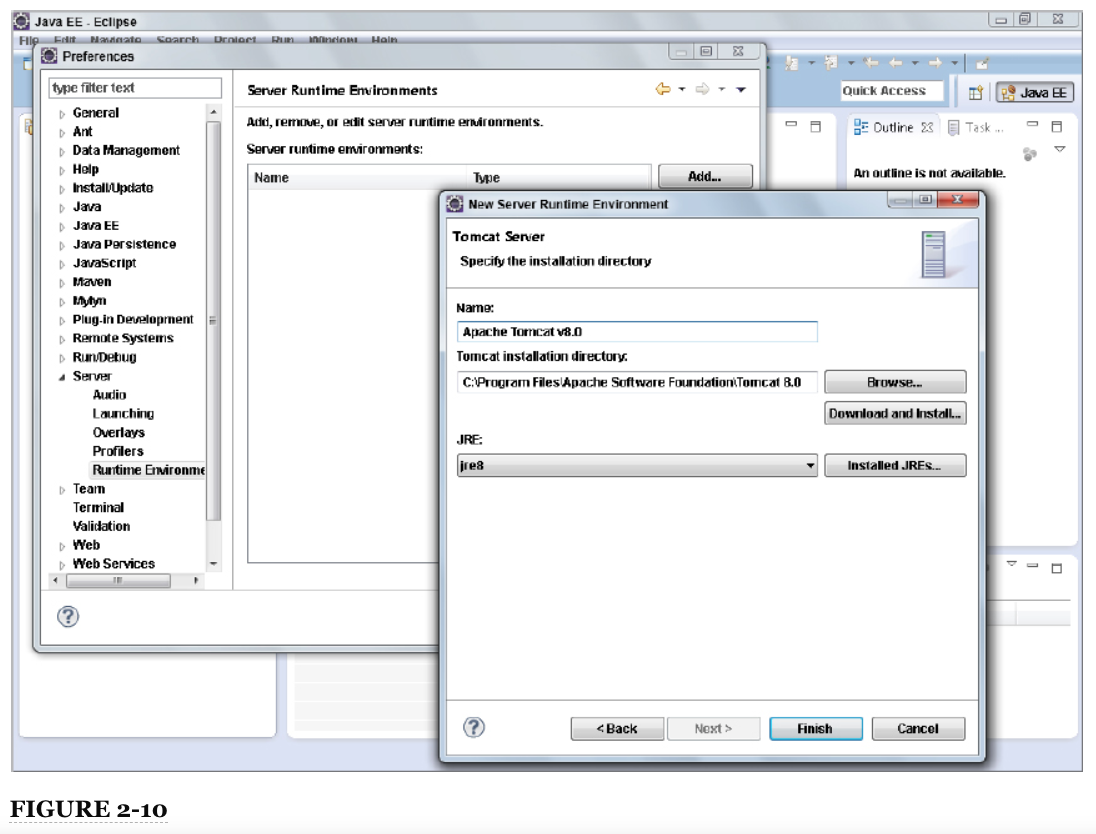 Java EE - Eclipse
File Edit Navigate Search Project Run Window Help
Preferences
type filter text
General
Ant
Data Management
Help
Install/Update
Java
Java EE
Java Persistence
JavaScript
Maven
Mylyn
Plug-in Development
Remote Systems
Run/Debug
Server
Audio
Launching
Overlays
Profilers
Runtime Environme
Team
Terminal
Validation
Web
Web Services
Server Runtime Environments
Add, remove, or edit server runtime environments.
Server runtime environments:
Name Type
Add...
Quick Access
Java EE
Outline Task ...
An outline is not available.
New Server Runtime Environment
Tomcat Server
Specify the installation directory
Name:
Apache Tomcat v8.0
Tomcat installation directory:
C:\Program Files\Apache Software Foundation\Tomcat 8.0
Browse...
Download and Install...
JRE:
jre8
Installed JREs...
< Back Next > Finish Cancel
FIGURE 2-10